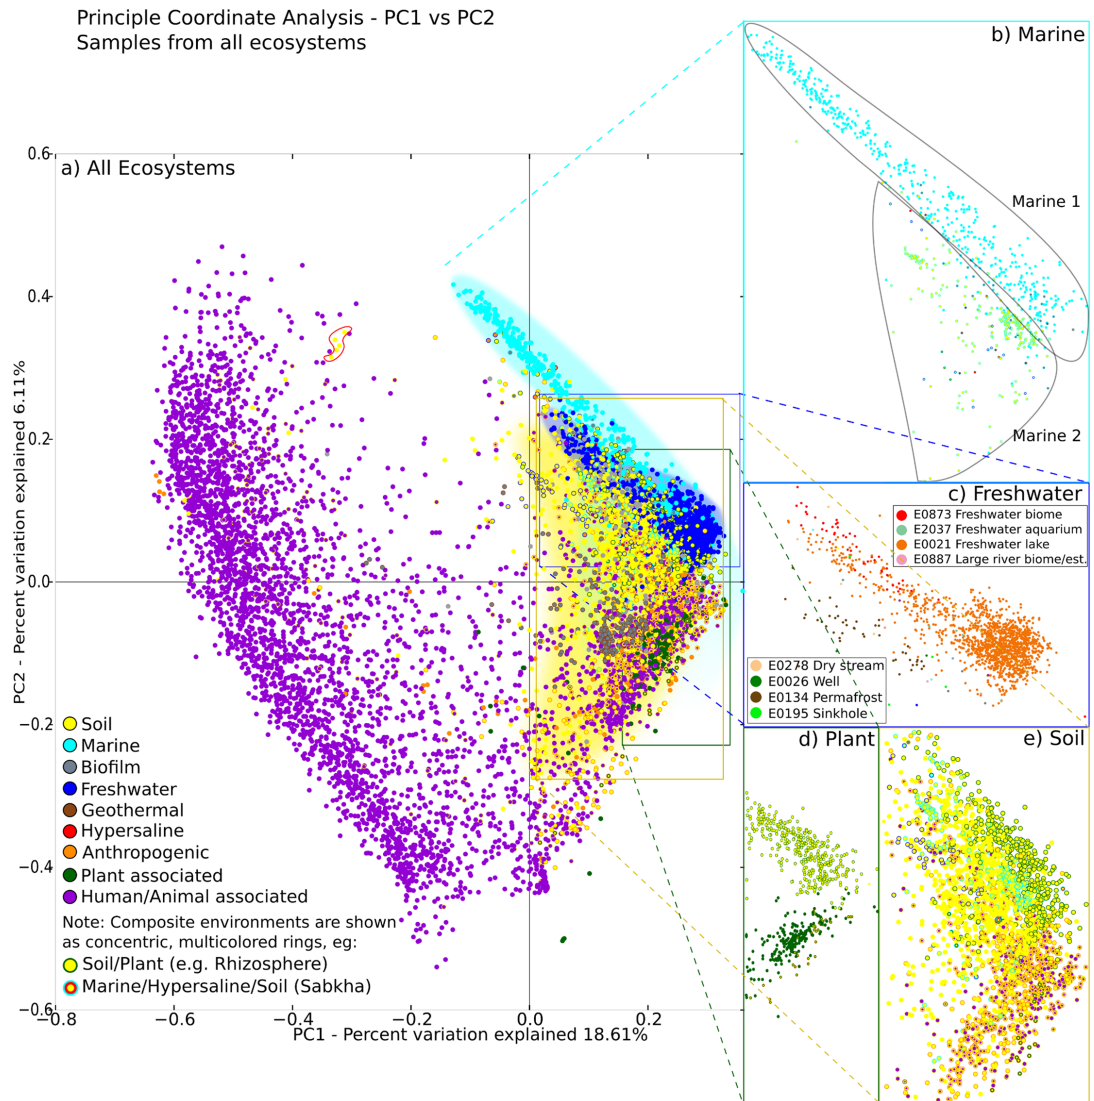 Principle Coordinate Analysis - PC1 vs PC2
Samples from all ecosystems
a) All Ecosystems
0.6
0.4
0.2
0.0
−0.2
−0.4
−0.6
PC2 - Percent variation explained 6.11%
−0.8
−0.6
−0.4
−0.2
0.0
0.2
PC1 - Percent variation explained 18.61%
Soil
Marine
Biofilm
Freshwater
Geothermal
Hypersaline
Anthropogenic
Plant associated
Human/Animal associated
Note: Composite environments are shown
as concentric, multicolored rings, eg:
Soil/Plant (e.g. Rhizosphere)
Marine/Hypersaline/Soil (Sabkha)
b) Marine
Marine 1
Marine 2
c) Freshwater
E0873 Freshwater biome
E2037 Freshwater aquarium
E0021 Freshwater lake
E0887 Large river biome/est.
E0278 Dry stream
E0026 Well
E0134 Permafrost
E0195 Sinkhole
d) Plant
e) Soil